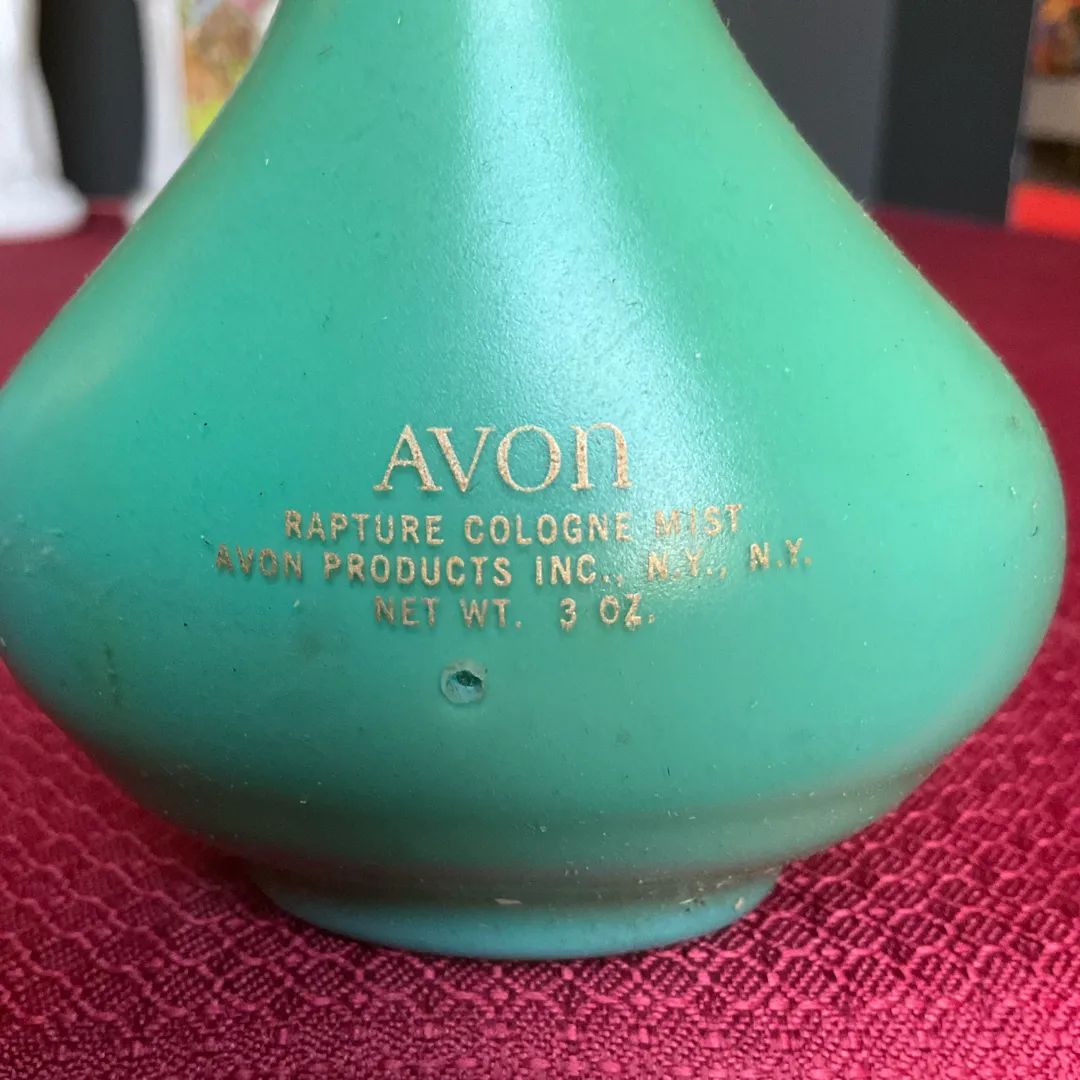 AVON
RAPTURE COLOGNE MIST
AVON PRODUCTS INC., N.Y., N.Y.
NET WT. 3 OZ.